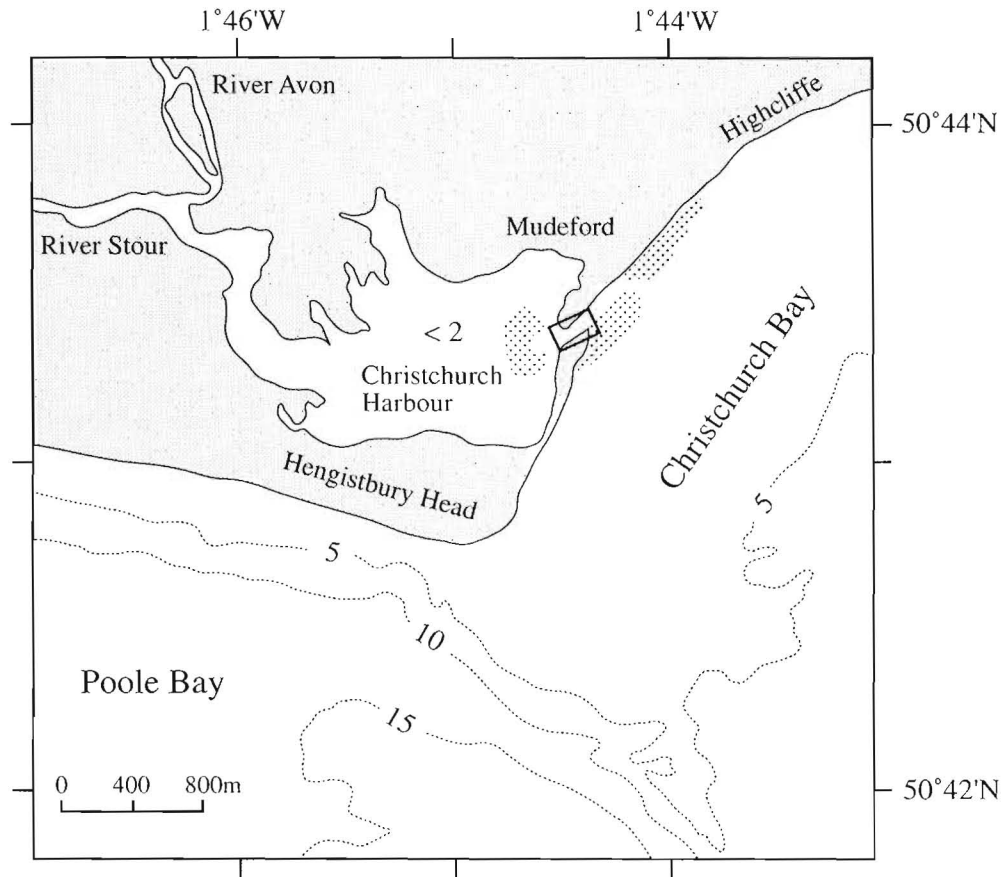 1°46'W
1°44'W
River Avon
Highcliffe
50°44'N
River Stour
Mudeford
< 2
Christchurch
Harbour
Christchurch Bay
Hengistbury Head
5
5
10
Poole Bay
15
0 400 800m
50°42'N